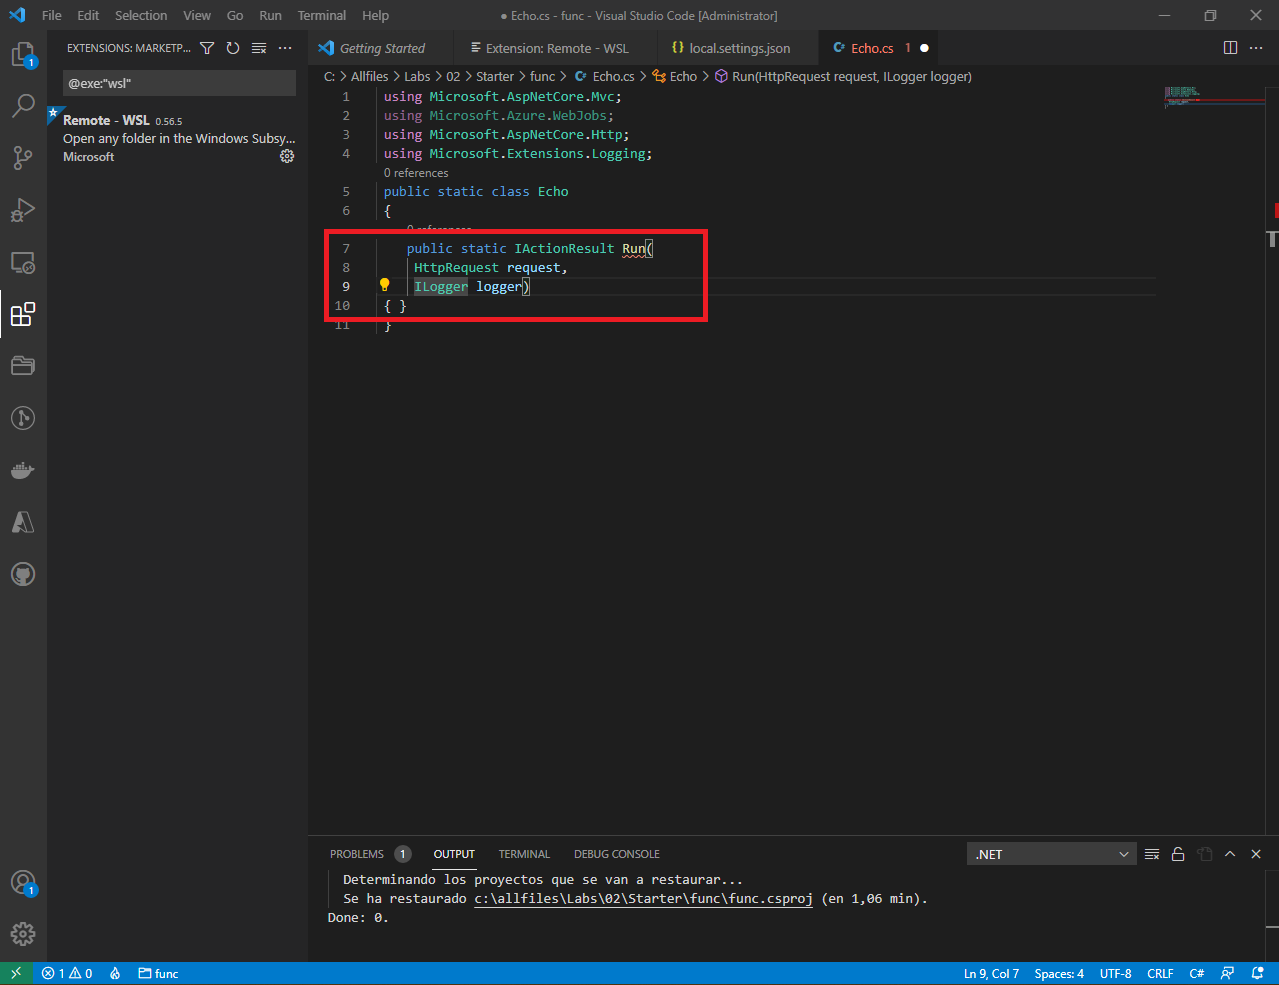 File Edit Selection View Go Run Terminal Help
● Echo.cs - func - Visual Studio Code [Administrator]
EXTENSIONS: MARKETP...
Getting Started
Extension: Remote - WSL
{} local.settings.json
C# Echo.cs 1 ●
@exe:"wsl"
C: > Allfiles > Labs > 02 > Starter > func > C# Echo.cs > Echo > Run(HttpRequest request, ILogger logger)
1
Remote - WSL 0.56.5
Open any folder in the Windows Subsy...
Microsoft
1 using Microsoft.AspNetCore.Mvc;
2 using Microsoft.Azure.WebJobs;
3 using Microsoft.AspNetCore.Http;
4 using Microsoft.Extensions.Logging;
0 references
5 public static class Echo
6 {
0 references
7 public static IActionResult Run(
8 HttpRequest request,
9 ILogger logger)
10 { }
11 }
PROBLEMS 1 OUTPUT TERMINAL DEBUG CONSOLE
.NET
Determinando los proyectos que se van a restaurar...
Se ha restaurado c:\allfiles\Labs\02\Starter\func\func.csproj (en 1,06 min).
Done: 0.
1
1 0 func
Ln 9, Col 7 Spaces: 4 UTF-8 CRLF C#